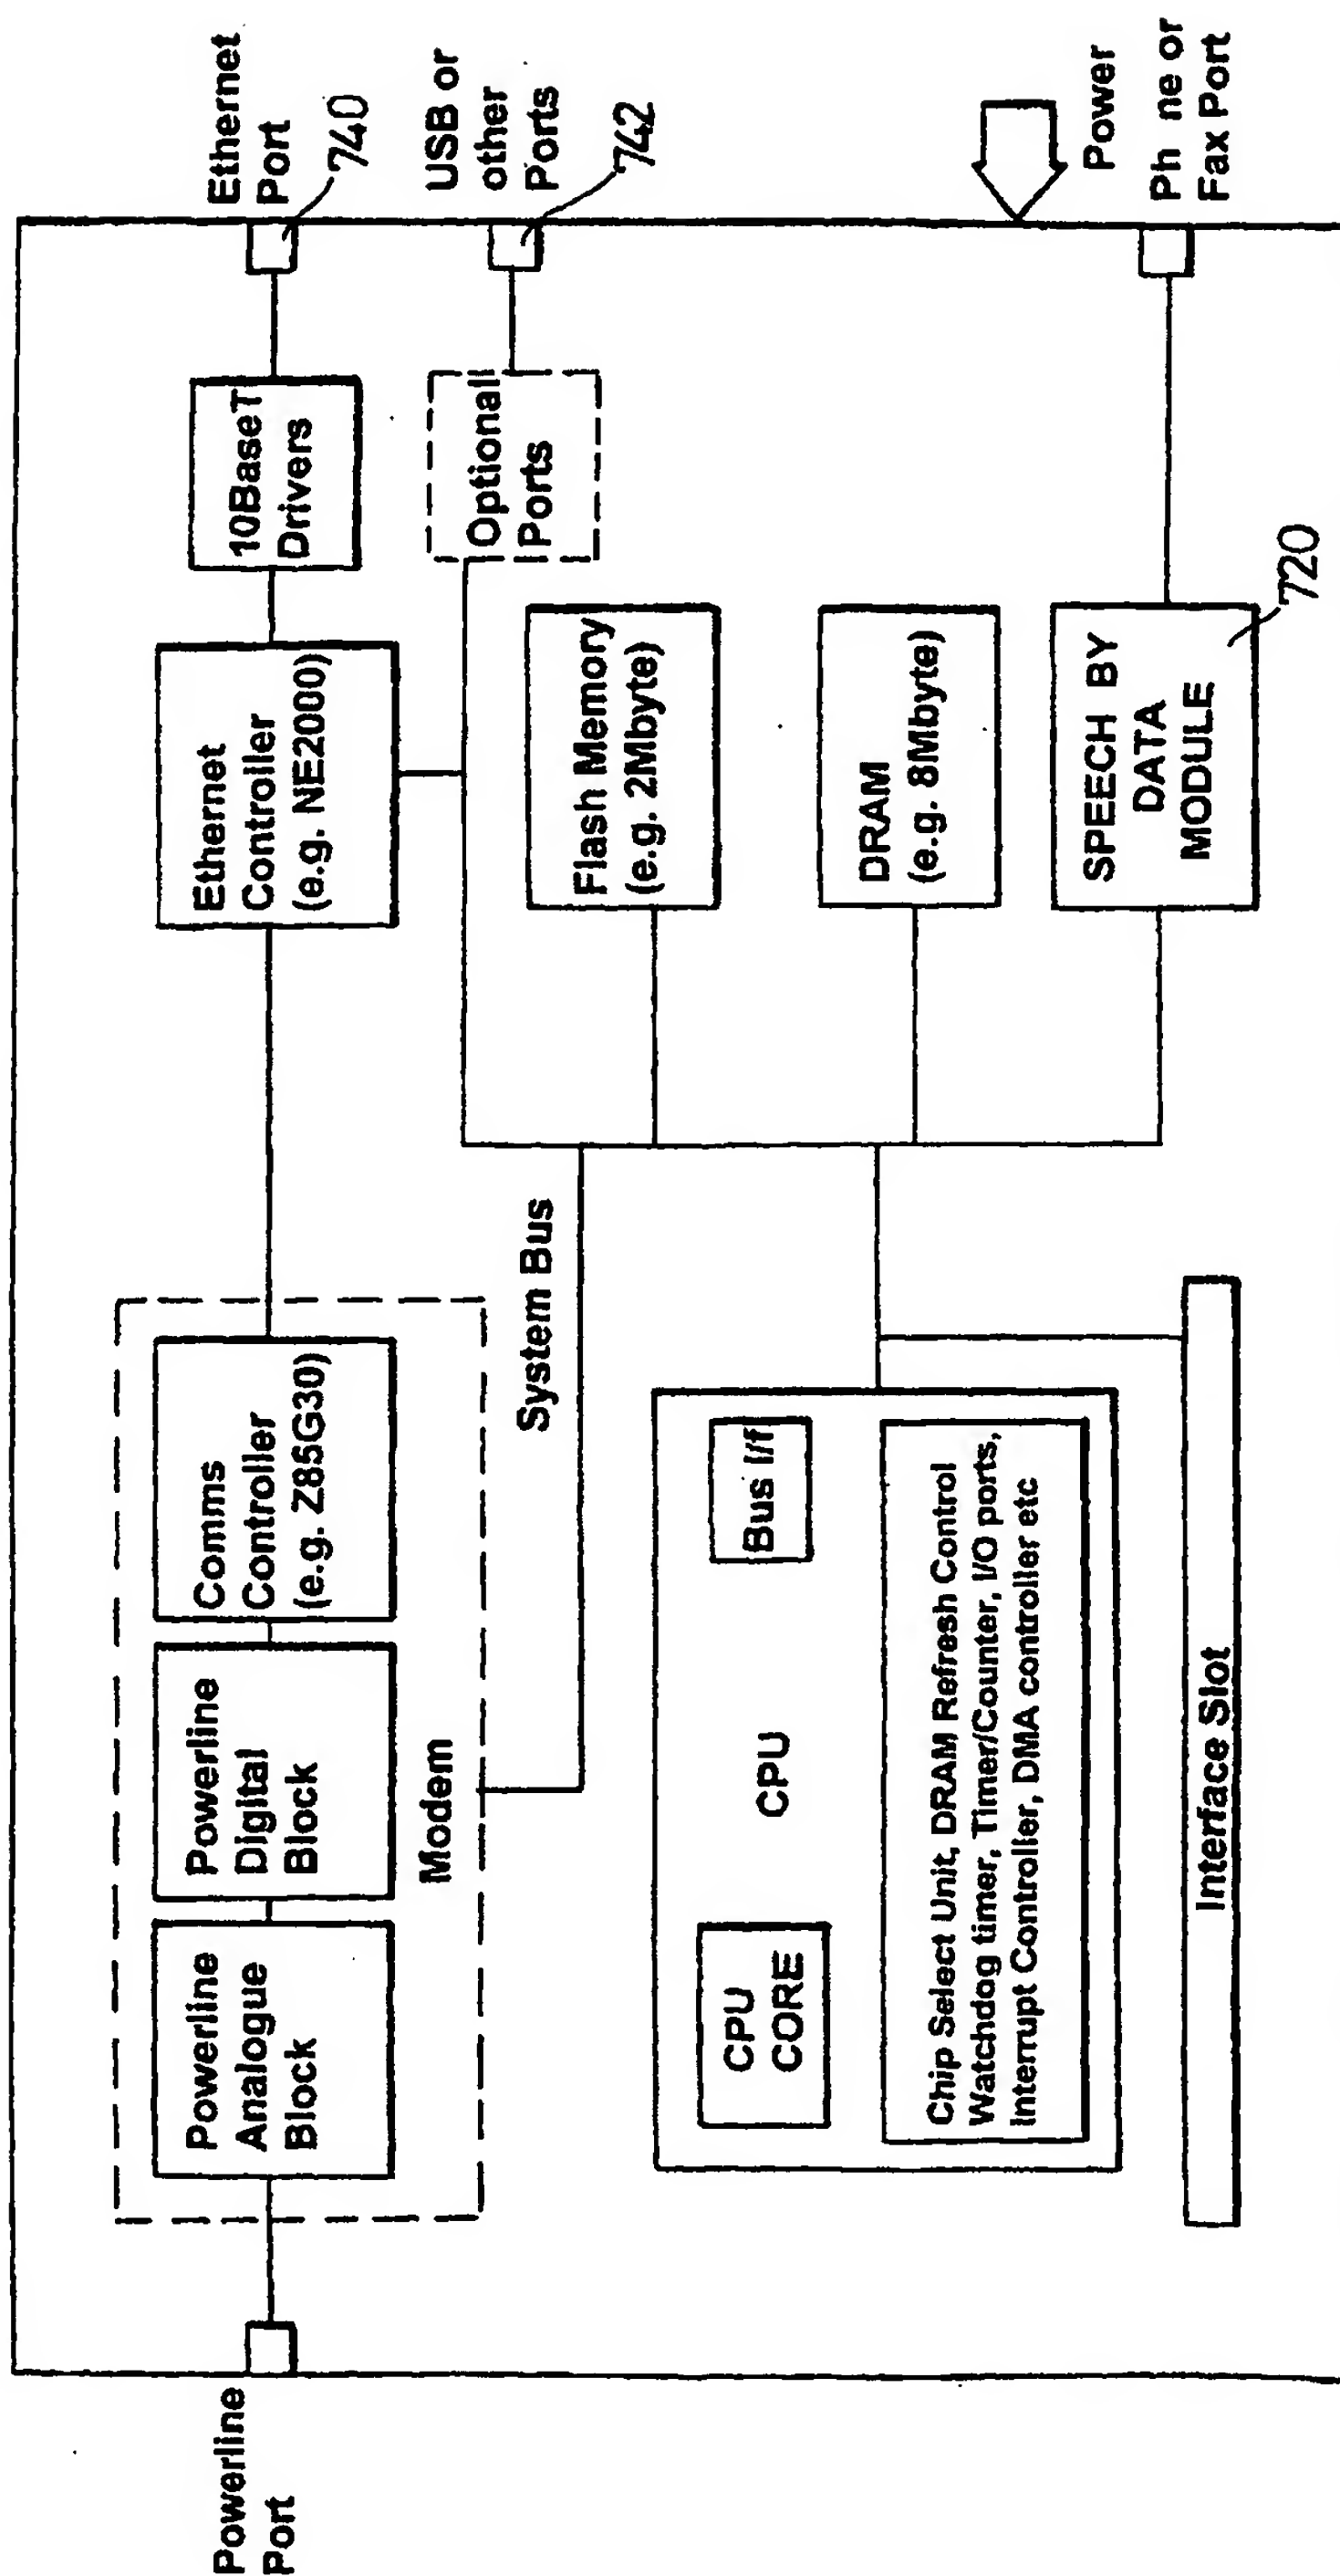 Powerline
Port
Powerline
Analogue
Block
Powerline
Digital
Block
Comms
Controller
(e.g. Z85G30)
Modem
Ethernet
Controller
(e.g. NE2000)
10BaseT
Drivers
Ethernet
Port
740
Optional
Ports
USB or
other
Ports
742
System Bus
Flash Memory
(e.g. 2Mbyte)
DRAM
(e.g. 8Mbyte)
SPEECH BY
DATA
MODULE
720
Power
Ph ne or
Fax Port
CPU
CORE
CPU
Bus I/f
Chip Select Unit, DRAM Refresh Control
Watchdog timer, Timer/Counter, I/O ports,
Interrupt Controller, DMA controller etc
Interface Slot